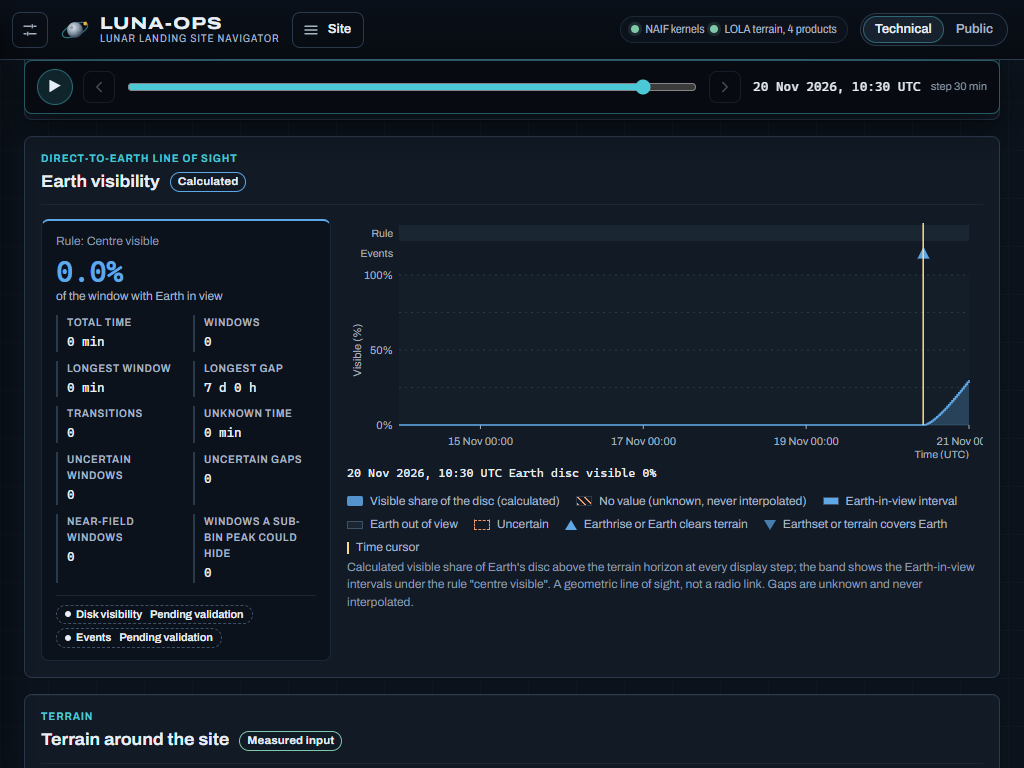 LUNA-OPS
LUNAR LANDING SITE NAVIGATOR
Site
NAIF kernels
LOLA terrain, 4 products
Technical
Public
20 Nov 2026, 10:30 UTC
step 30 min
DIRECT-TO-EARTH LINE OF SIGHT
Earth visibility
Calculated
Rule: Centre visible
0.0%
of the window with Earth in view
TOTAL TIME
0 min
WINDOWS
0
LONGEST WINDOW
0 min
LONGEST GAP
7 d 0 h
TRANSITIONS
0
UNKNOWN TIME
0 min
UNCERTAIN
WINDOWS
0
UNCERTAIN GAPS
0
NEAR-FIELD
WINDOWS
0
WINDOWS A SUB-
BIN PEAK COULD
HIDE
0
Disk visibility Pending validation
Events Pending validation
Rule
Events
100%
50%
0%
Visible (%)
15 Nov 00:00
17 Nov 00:00
19 Nov 00:00
21 Nov 00
Time (UTC)
20 Nov 2026, 10:30 UTC Earth disc visible 0%
Visible share of the disc (calculated)
No value (unknown, never interpolated)
Earth-in-view interval
Earth out of view
Uncertain
Earthrise or Earth clears terrain
Earthset or terrain covers Earth
Time cursor
Calculated visible share of Earth's disc above the terrain horizon at every display step; the band shows the Earth-in-view
intervals under the rule "centre visible". A geometric line of sight, not a radio link. Gaps are unknown and never
interpolated.
TERRAIN
Terrain around the site
Measured input